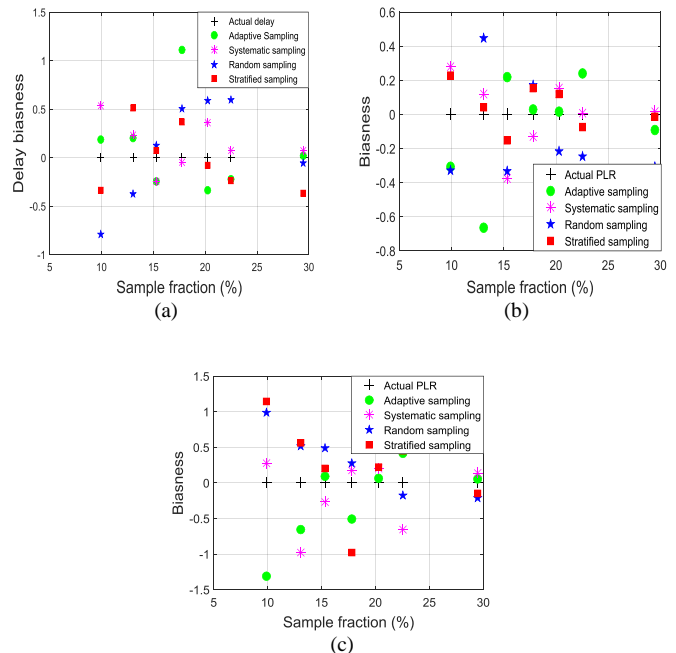 1.5
1
0.5
0
-0.5
-1
5
10
15
20
25
30
Delay biasness
Sample fraction (%)
Actual delay
Adaptive Sampling
Systematic sampling
Random sampling
Stratified sampling
(a)
0.6
0.4
0.2
0
-0.2
-0.4
-0.6
-0.8
5
10
15
20
25
30
Biasness
Sample fraction (%)
Actual PLR
Adaptive sampling
Systematic sampling
Random sampling
Stratified sampling
(b)
1.5
1
0.5
0
-0.5
-1
-1.5
5
10
15
20
25
30
Biasness
Sample fraction (%)
Actual PLR
Adaptive sampling
Systematic sampling
Random sampling
Stratified sampling
(c)